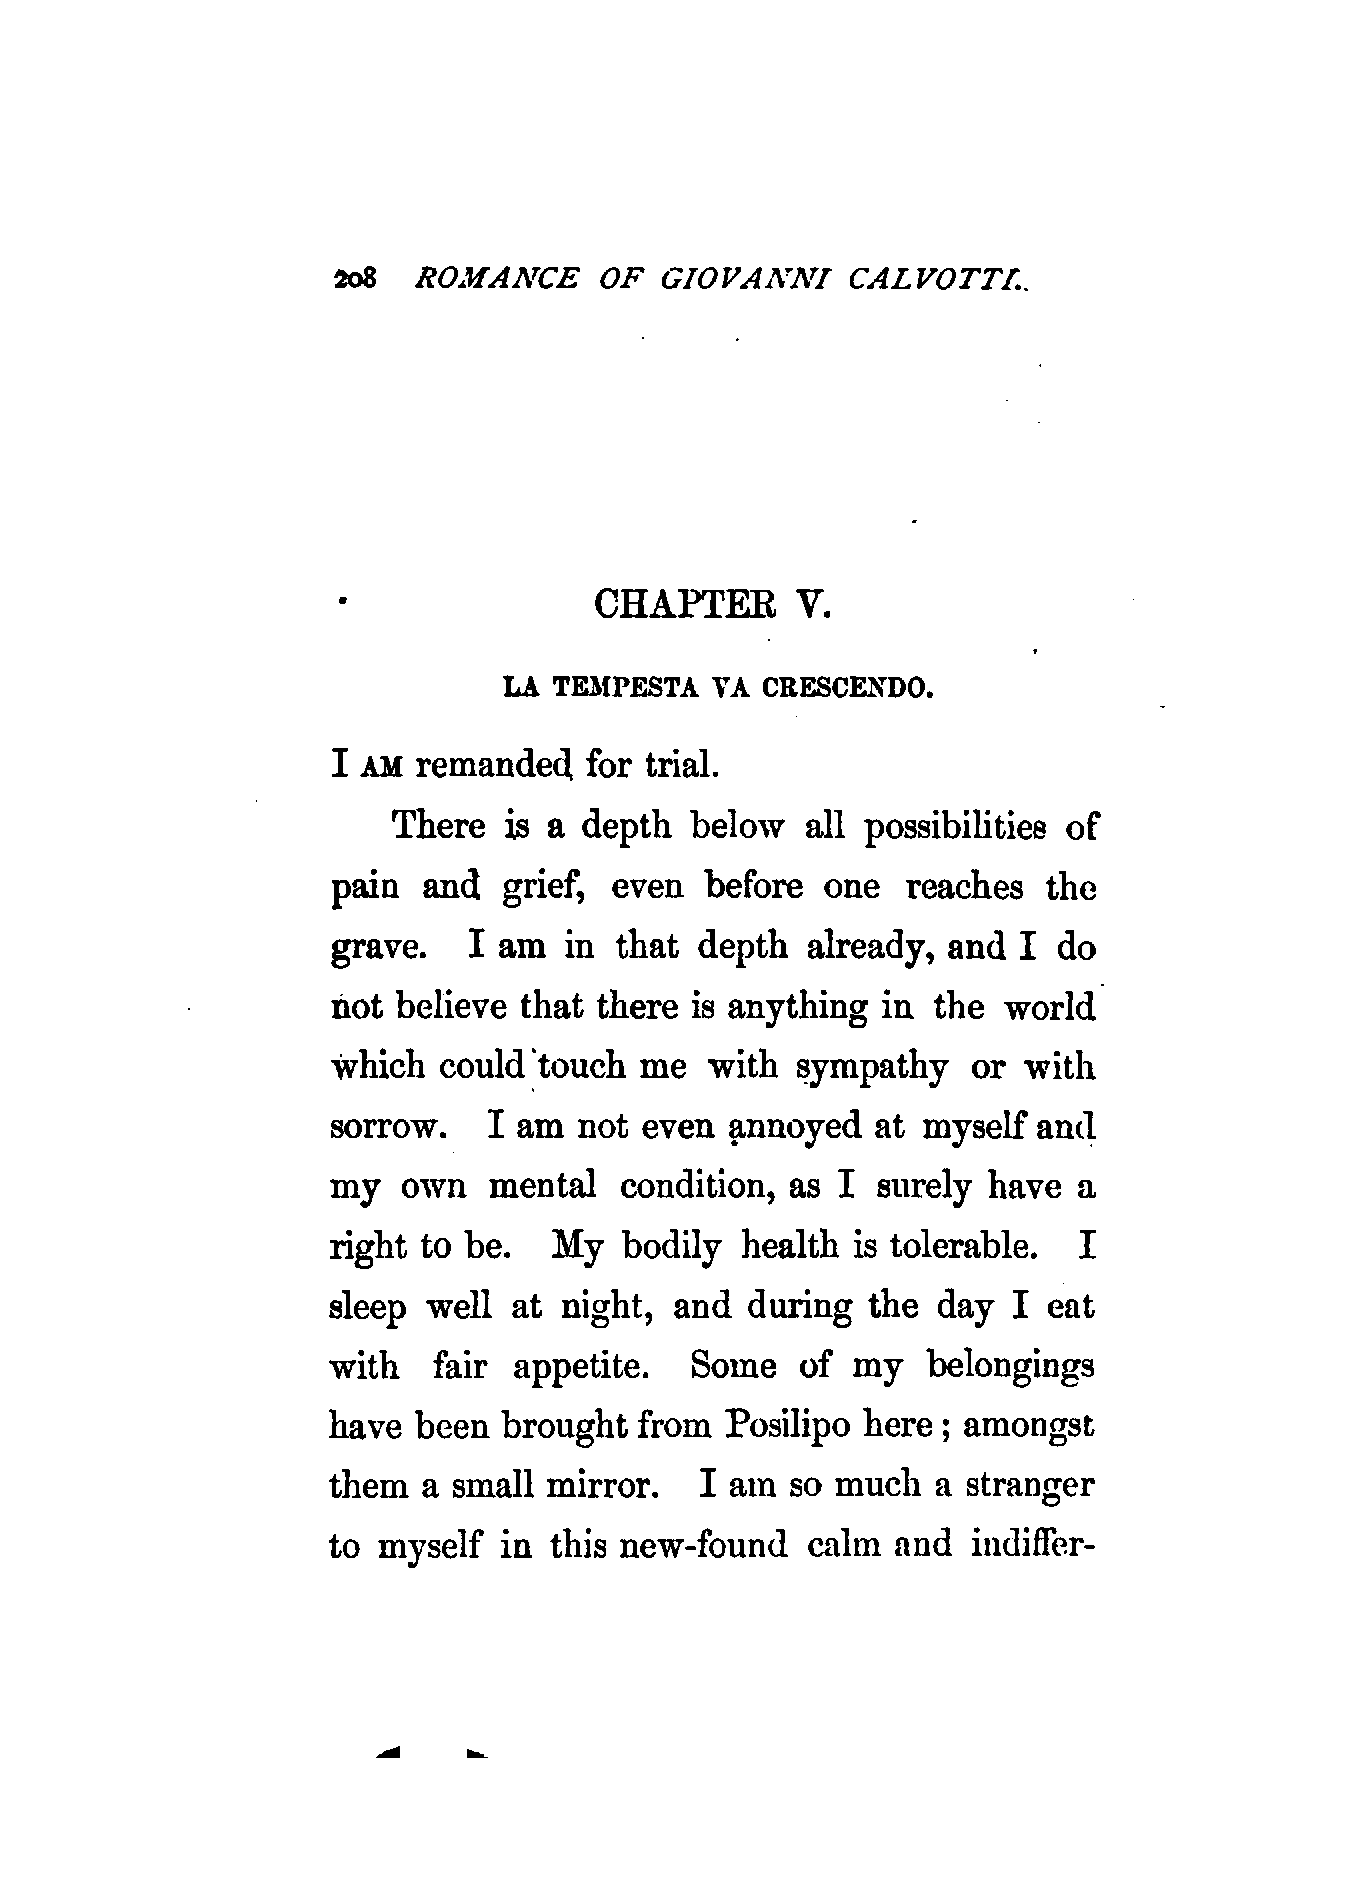 208 ROMANCE OF GIOVANNI CALVOTTI.
CHAPTER V.
LA TEMPESTA VA CRESCENDO.
I AM remanded for trial.
There is a depth below all possibilities of
pain and grief, even before one reaches the
grave. I am in that depth already, and I do
not believe that there is anything in the world
which could touch me with sympathy or with
sorrow. I am not even annoyed at myself and
my own mental condition, as I surely have a
right to be. My bodily health is tolerable. I
sleep well at night, and during the day I eat
with fair appetite. Some of my belongings
have been brought from Posilipo here; amongst
them a small mirror. I am so much a stranger
to myself in this new-found calm and indiffer-